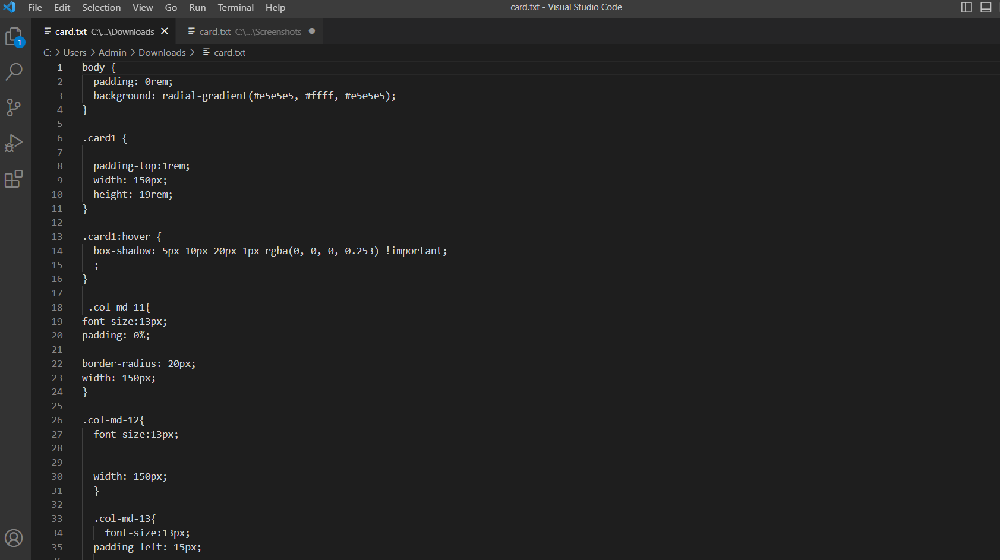 File Edit Selection View Go Run Terminal Help
card.txt - Visual Studio Code
card.txt C:\...\Downloads
card.txt C:\...\Screenshots
1
C: > Users > Admin > Downloads > card.txt
1 body {
2 padding: 0rem;
3 background: radial-gradient(#e5e5e5, #ffff, #e5e5e5);
4 }
5
6 .card1 {
7
8 padding-top:1rem;
9 width: 150px;
10 height: 19rem;
11 }
12
13 .card1:hover {
14 box-shadow: 5px 10px 20px 1px rgba(0, 0, 0, 0.253) !important;
15 ;
16 }
17
18 .col-md-11{
19 font-size:13px;
20 padding: 0%;
21
22 border-radius: 20px;
23 width: 150px;
24 }
25
26 .col-md-12{
27 font-size:13px;
28
29
30 width: 150px;
31 }
32
33 .col-md-13{
34 font-size:13px;
35 padding-left: 15px;